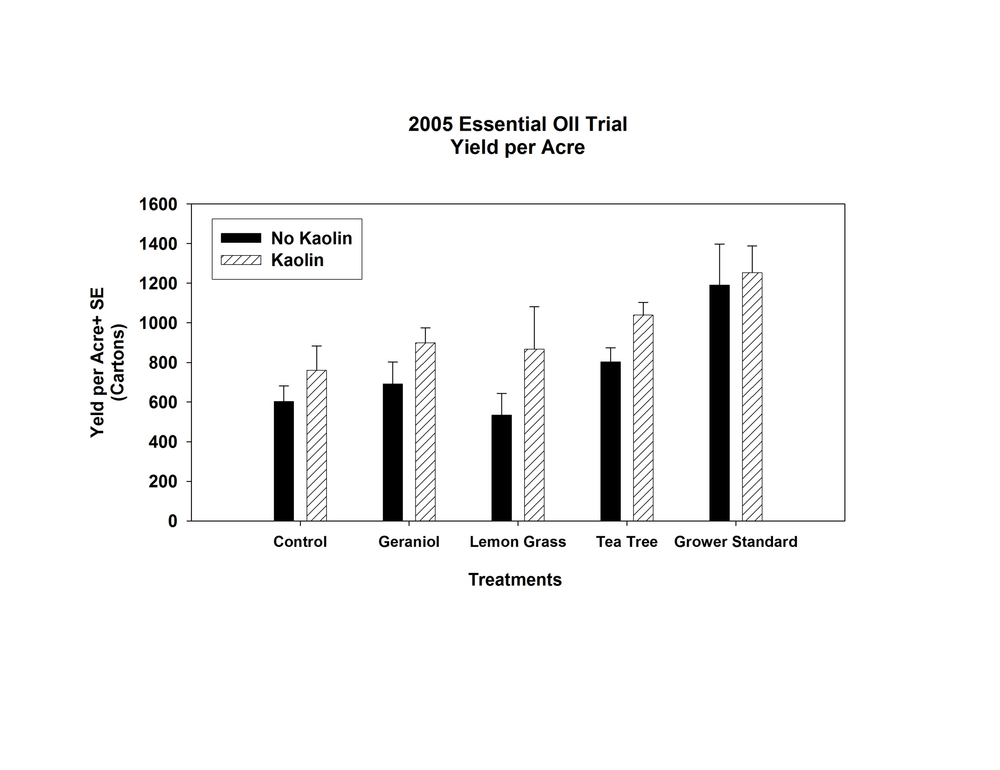 2005 Essential OIl Trial
Yield per Acre
1600
1400
1200
1000
800
600
400
200
0
Yeld per Acre+ SE
(Cartons)
No Kaolin
Kaolin
Control
Geraniol
Lemon Grass
Tea Tree
Grower Standard
Treatments